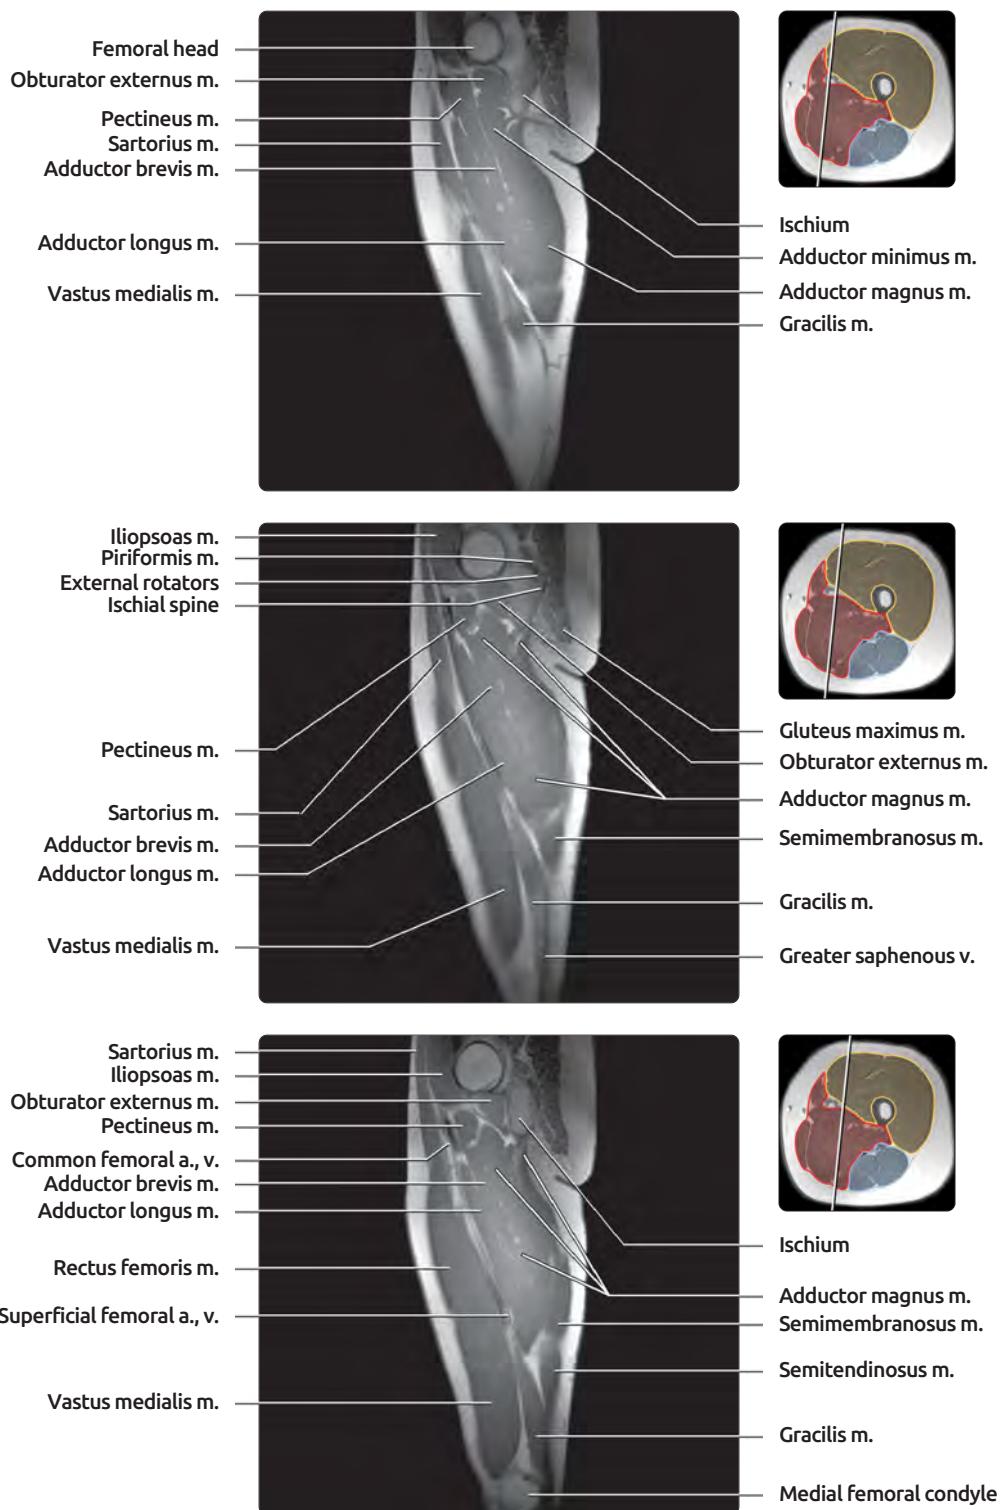 Femoral head
Obturator externus m.
Pectineus m.
Sartorius m.
Adductor brevis m.
Adductor longus m.
Vastus medialis m.
Ischium
Adductor minimus m.
Adductor magnus m.
Gracilis m.
Iliopsoas m.
Piriformis m.
External rotators
Ischial spine
Pectineus m.
Sartorius m.
Adductor brevis m.
Adductor longus m.
Vastus medialis m.
Gluteus maximus m.
Obturator externus m.
Adductor magnus m.
Semimembranosus m.
Gracilis m.
Greater saphenous v.
Sartorius m.
Iliopsoas m.
Obturator externus m.
Pectineus m.
Common femoral a., v.
Adductor brevis m.
Adductor longus m.
Rectus femoris m.
Superficial femoral a., v.
Vastus medialis m.
Ischium
Adductor magnus m.
Semimembranosus m.
Semitendinosus m.
Gracilis m.
Medial femoral condyle